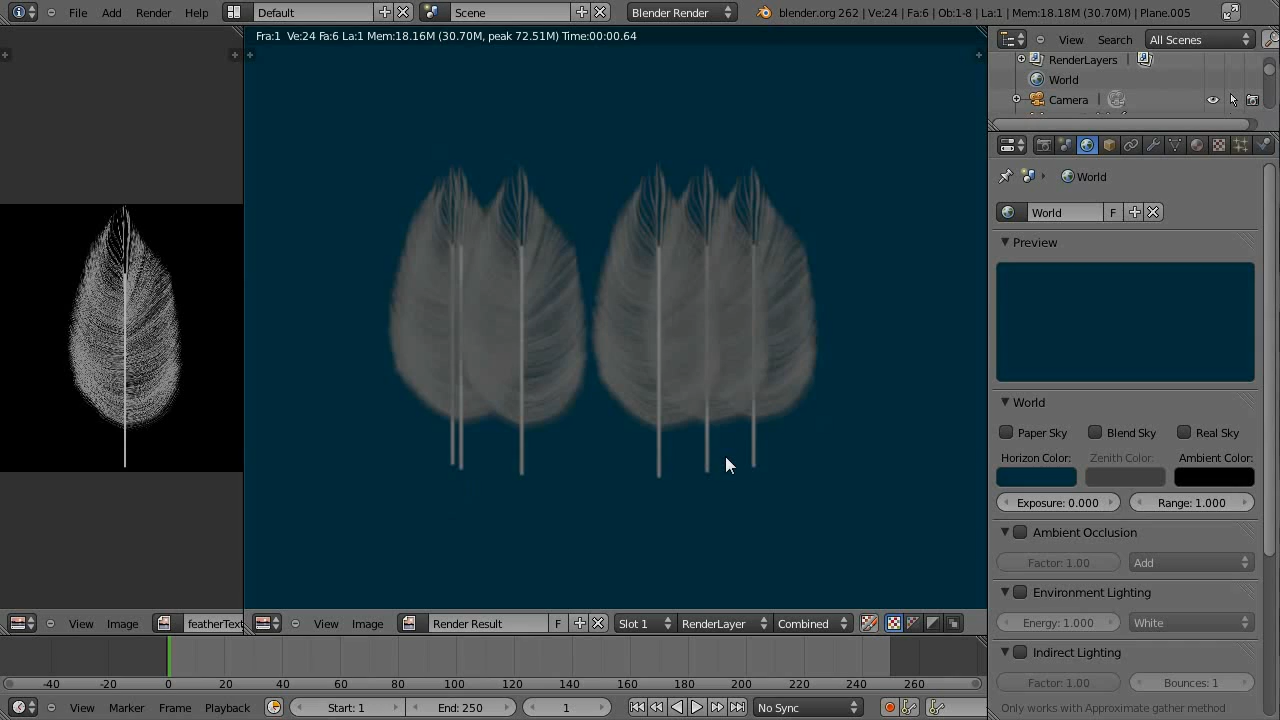 File Add Render Help Default Scene Blender Render blender.org 262 | Ve:24 | Fa:6 | Ob:1-8 | La:1 | Mem:18.18M (30.70M) | Plane.005
Fra:1 Ve:24 Fa:6 La:1 Mem:18.16M (30.70M, peak 72.51M) Time:00:00.64
View Search All Scenes
RenderLayers
World
Camera
World
World F
Preview
World
Paper Sky Blend Sky Real Sky
Horizon Color: Zenith Color: Ambient Color:
Exposure: 0.000 Range: 1.000
Ambient Occlusion
Factor: 1.00 Add
Environment Lighting
Energy: 1.000 White
Indirect Lighting
Factor: 1.00 Bounces: 1
Only works with Approximate gather method
View Image featherText
View Image Render Result F Slot 1 RenderLayer Combined
-40 -20 0 20 40 60 80 100 120 140 160 180 200 220 240 260
View Marker Frame Playback Start: 1 End: 250 1 No Sync